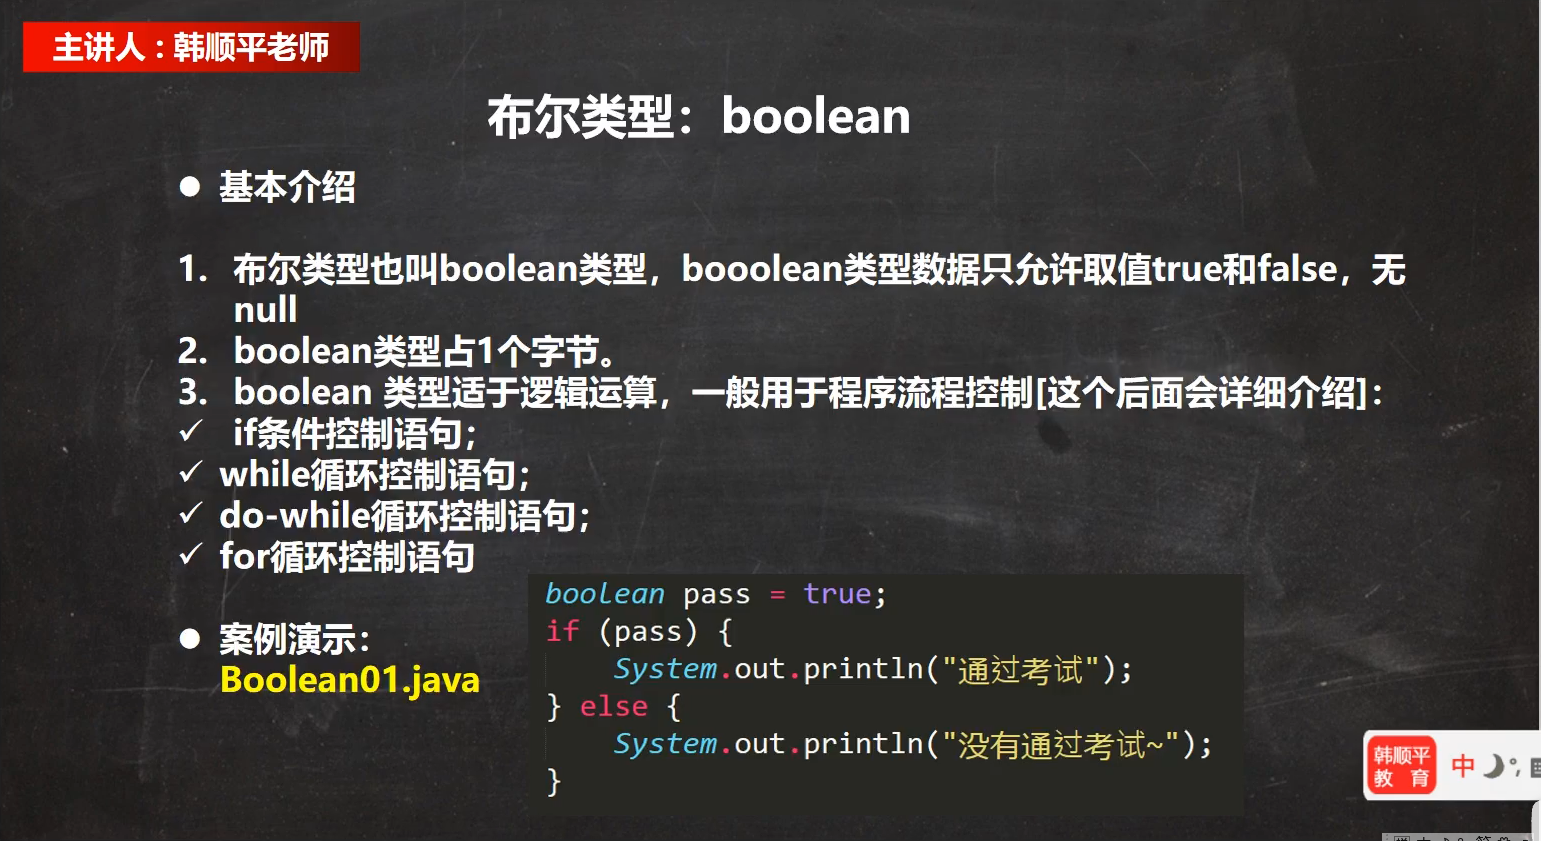 主讲人：韩顺平老师
布尔类型：boolean
● 基本介绍
1. 布尔类型也叫boolean类型，booolean类型数据只允许取值true和false，无
null
2. boolean类型占1个字节。
3. boolean 类型适于逻辑运算，一般用于程序流程控制[这个后面会详细介绍]：
✓ if条件控制语句；
✓ while循环控制语句；
✓ do-while循环控制语句；
✓ for循环控制语句
● 案例演示：
Boolean01.java
boolean pass = true;
if (pass) {
    System.out.println("通过考试");
} else {
    System.out.println("没有通过考试~");
}
韩顺平
教 育
中